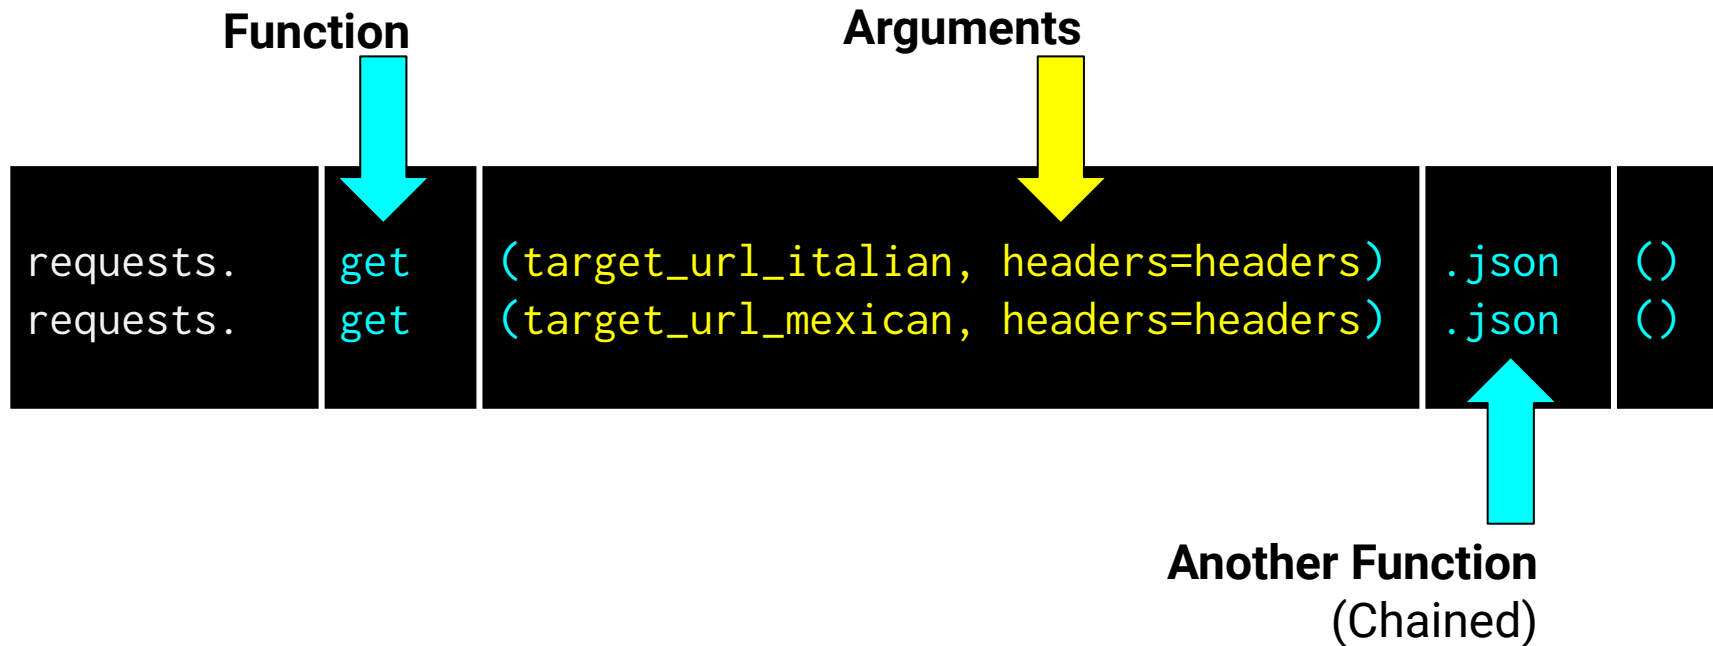 Function
Arguments
requests. get (target_url_italian, headers=headers) .json ()
requests. get (target_url_mexican, headers=headers) .json ()
Another Function
(Chained)